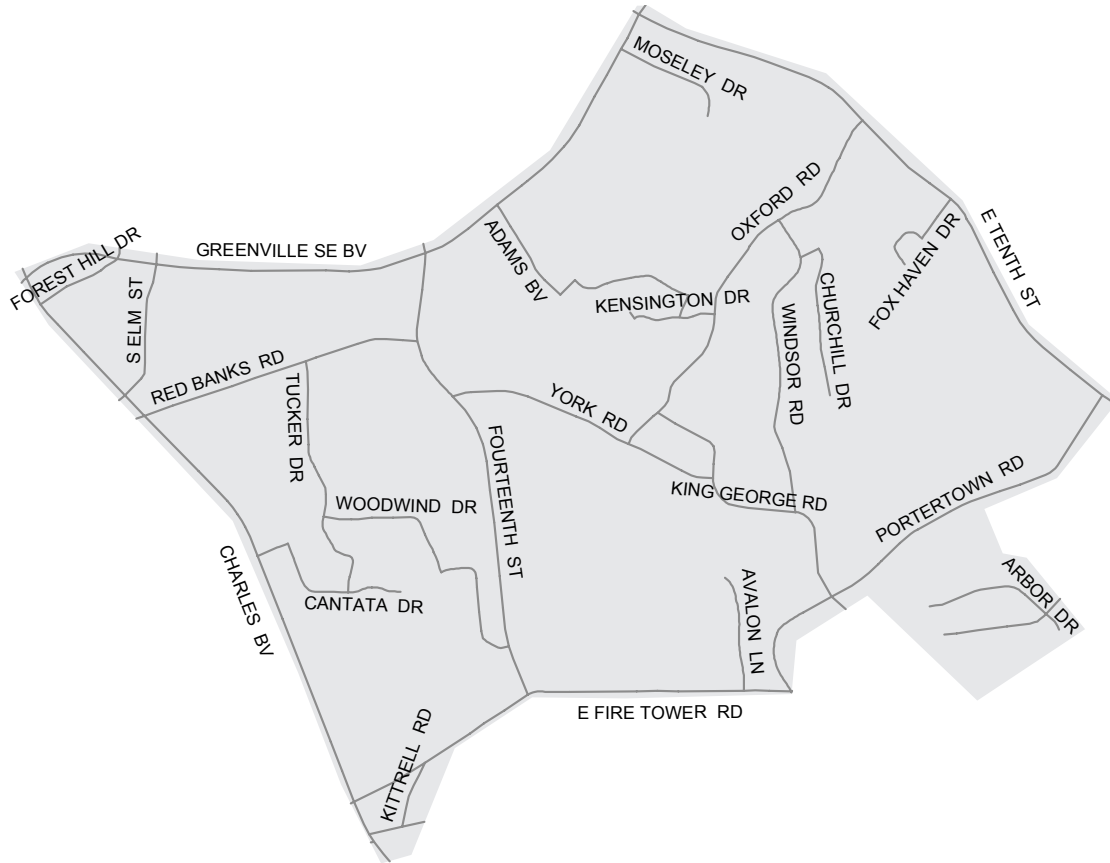 MOSELEY DR
OXFORD RD
E TENTH ST
FOX HAVEN DR
ADAMS BV
GREENVILLE SE BV
FOREST HILL DR
S ELM ST
KENSINGTON DR
CHURCHILL DR
WINDSOR RD
RED BANKS RD
TUCKER DR
YORK RD
FOURTEENTH ST
KING GEORGE RD
PORTERTOWN RD
WOODWIND DR
CHARLES BV
CANTATA DR
AVALON LN
ARBOR DR
E FIRE TOWER RD
KITTRELL RD